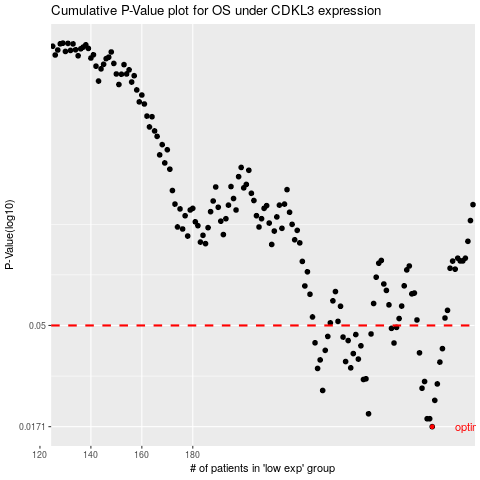 Cumulative P-Value plot for OS under CDKL3 expression
P-Value(log10)
0.05
optir
0.0171
120 140 160 180
# of patients in 'low exp' group